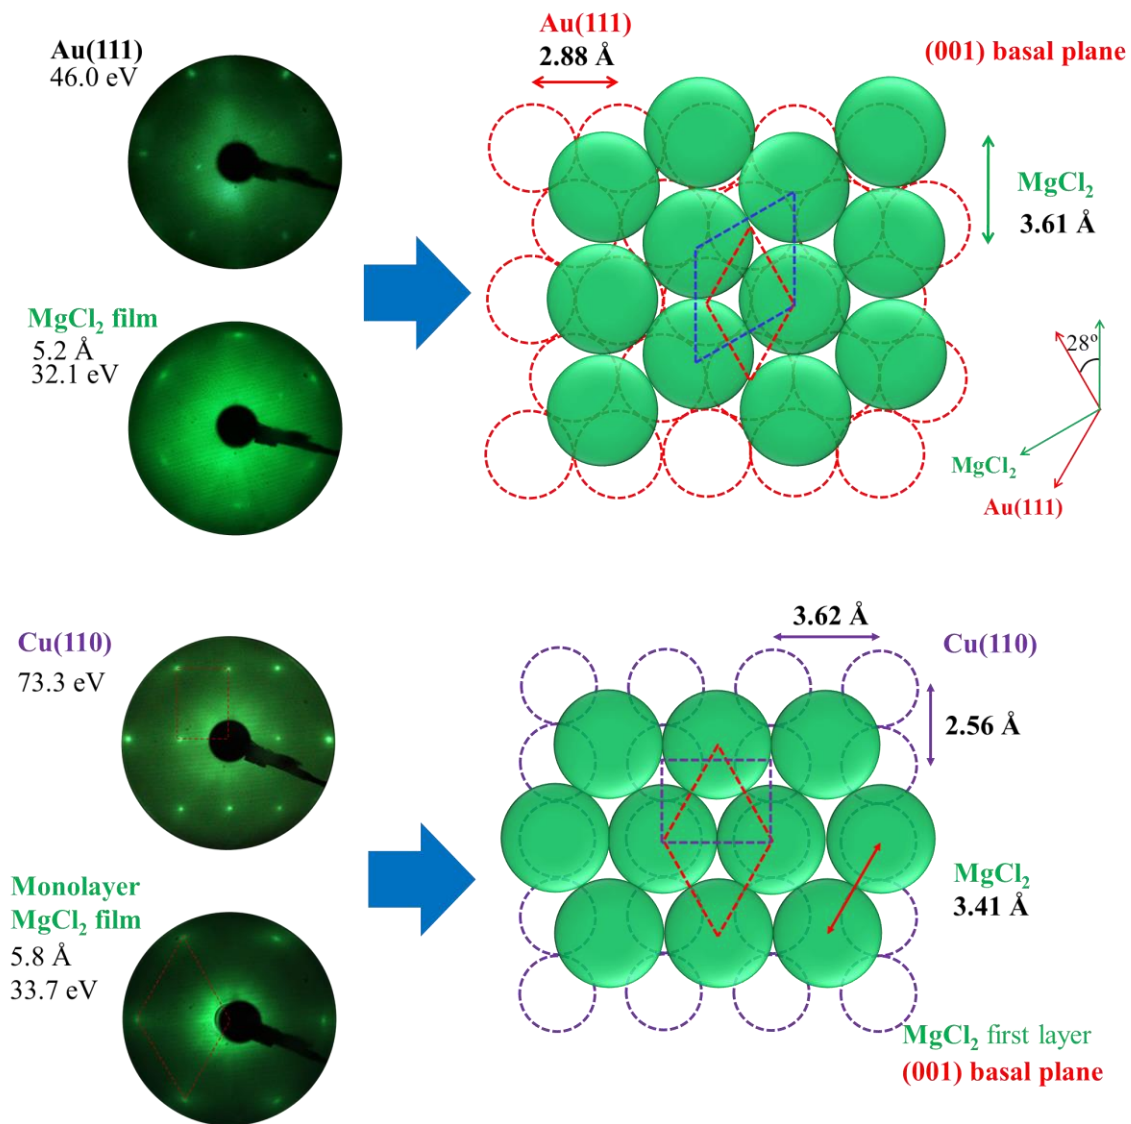 Au(111)
46.0 eV
Au(111)
2.88 Å
(001) basal plane
MgCl₂
3.61 Å
MgCl₂ film
5.2 Å
32.1 eV
28º
MgCl₂
Au(111)
Cu(110)
73.3 eV
3.62 Å
Cu(110)
2.56 Å
Monolayer
MgCl₂ film
5.8 Å
33.7 eV
MgCl₂
3.41 Å
MgCl₂ first layer
(001) basal plane